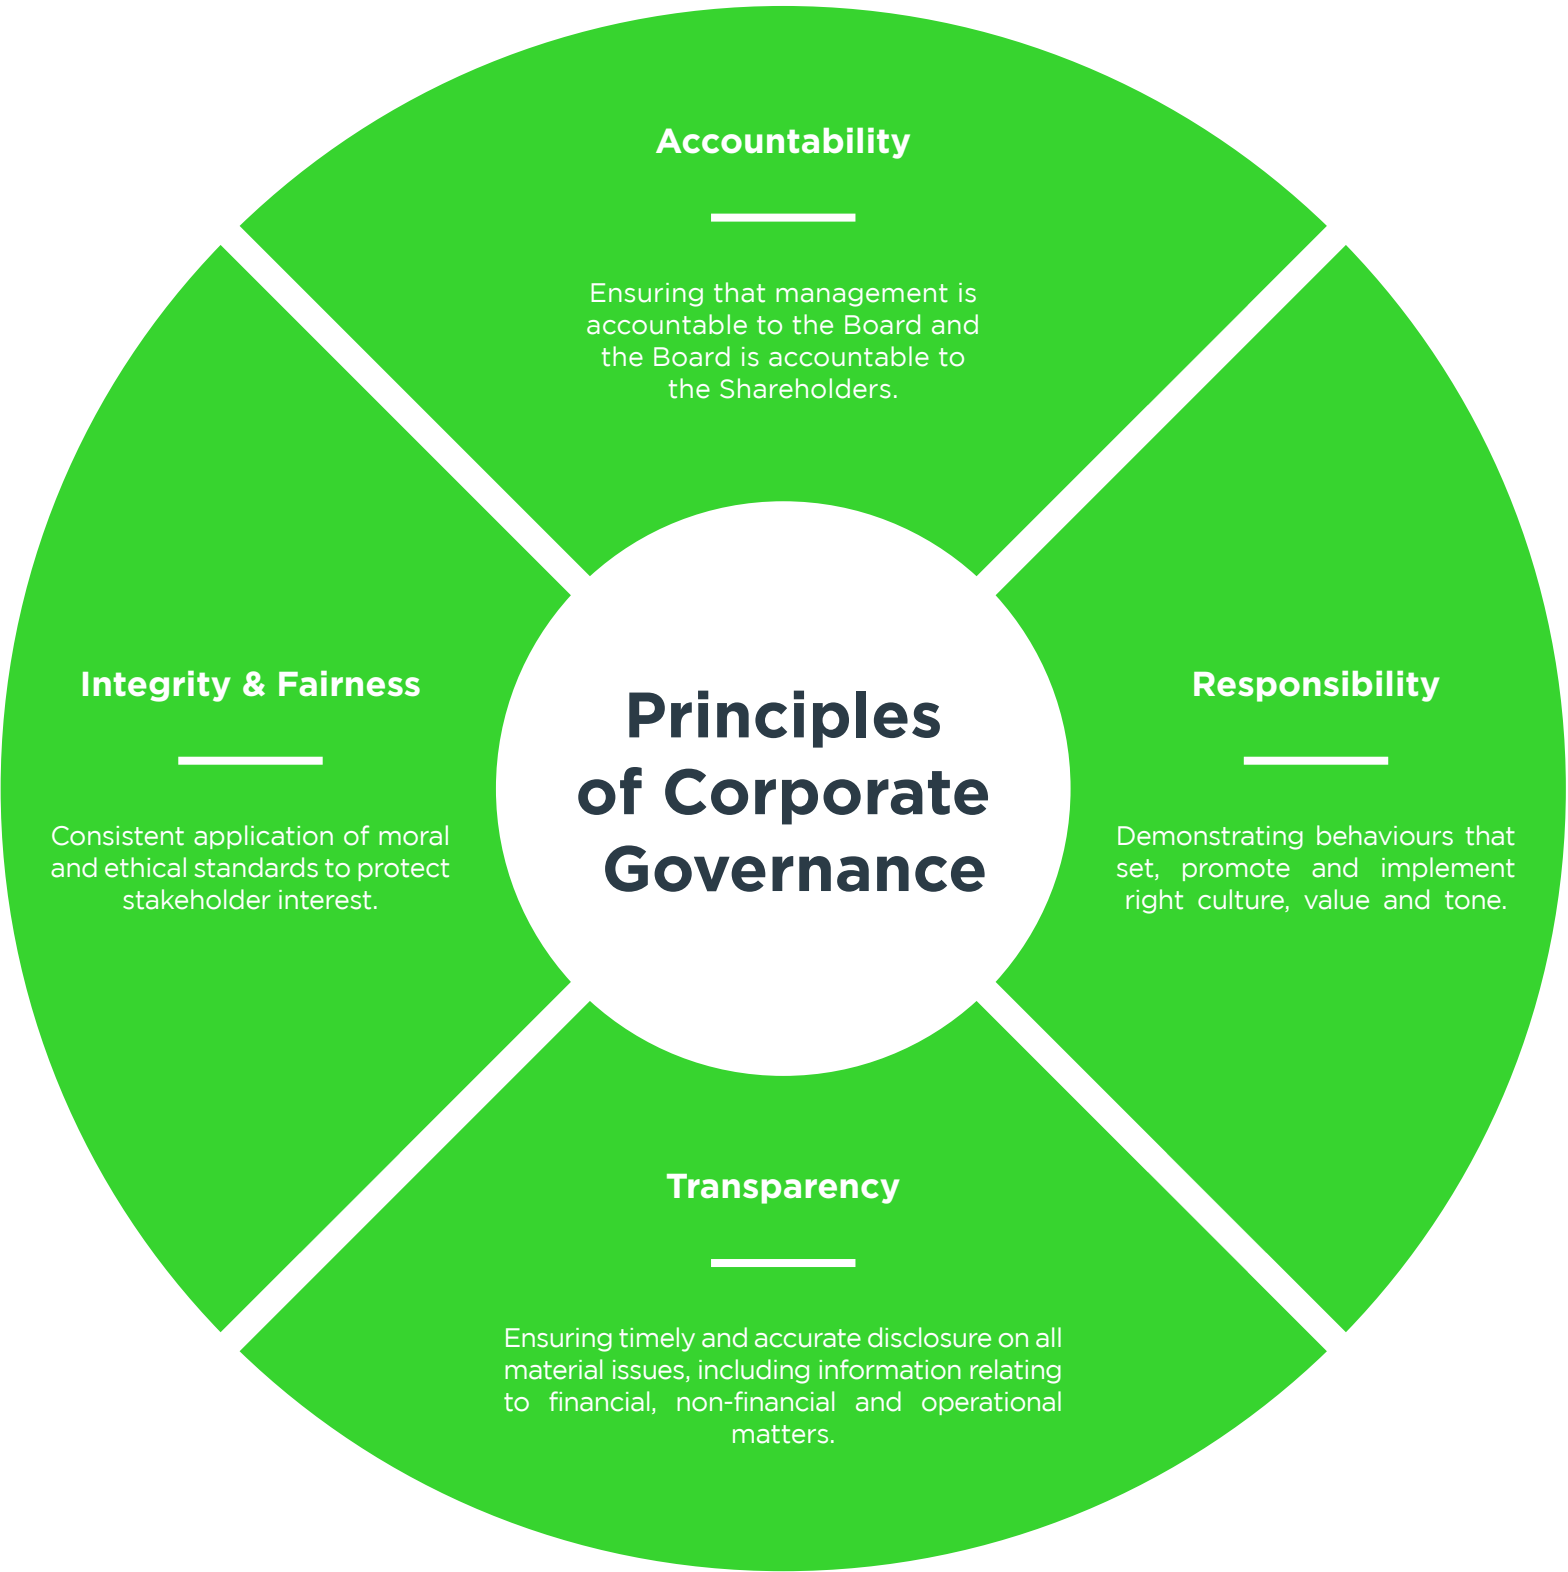 Accountability
Ensuring that management is
accountable to the Board and
the Board is accountable to
the Shareholders.
Integrity & Fairness
Consistent application of moral
and ethical standards to protect
stakeholder interest.
Principles
of Corporate
Governance
Responsibility
Demonstrating behaviours that
set, promote and implement
right culture, value and tone.
Transparency
Ensuring timely and accurate disclosure on all
material issues, including information relating
to financial, non-financial and operational
matters.